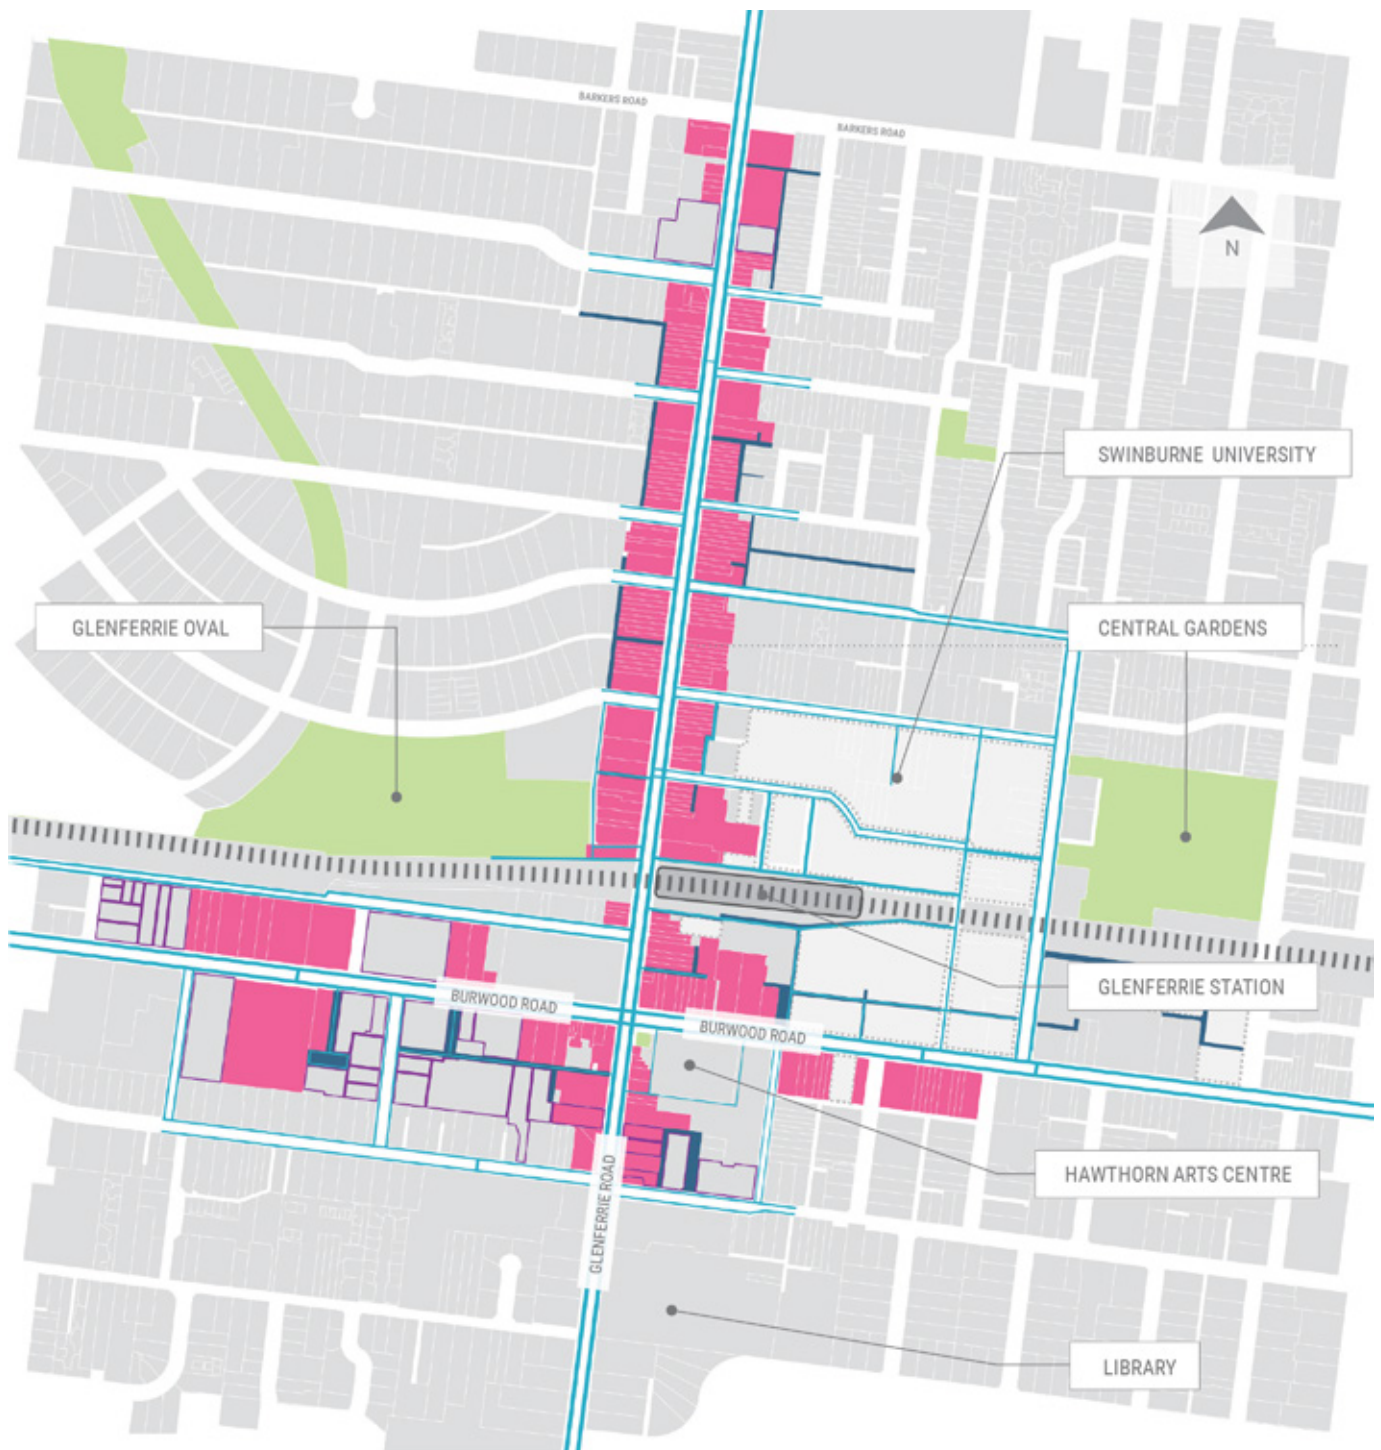 BARKERS ROAD
BARKERS ROAD
N
SWINBURNE UNIVERSITY
GLENFERRIE OVAL
CENTRAL GARDENS
GLENFERRIE STATION
BURWOOD ROAD
BURWOOD ROAD
HAWTHORN ARTS CENTRE
GLENFERRIE ROAD
LIBRARY